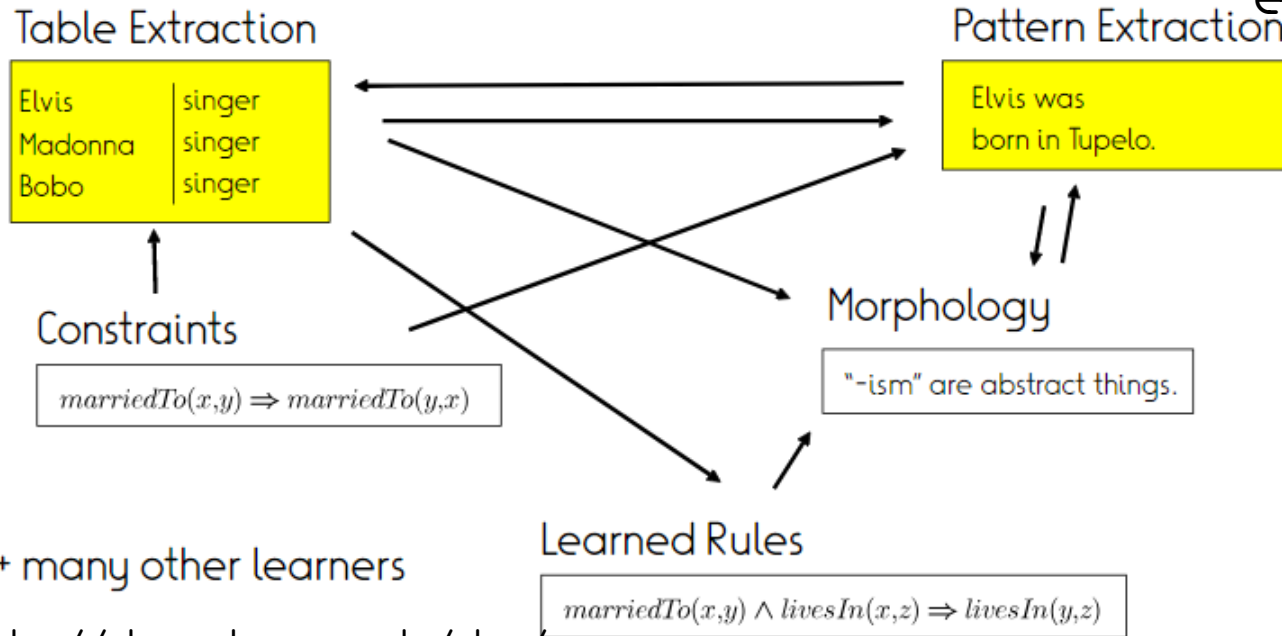 Table Extraction
Pattern Extraction
Elvis singer
Madonna singer
Bobo singer
Elvis was
born in Tupelo.
Constraints
marriedTo(x,y) ⇒ marriedTo(y,x)
Morphology
"-ism" are abstract things.
Learned Rules
marriedTo(x,y) ∧ livesIn(x,z) ⇒ livesIn(y,z)
+ many other learners